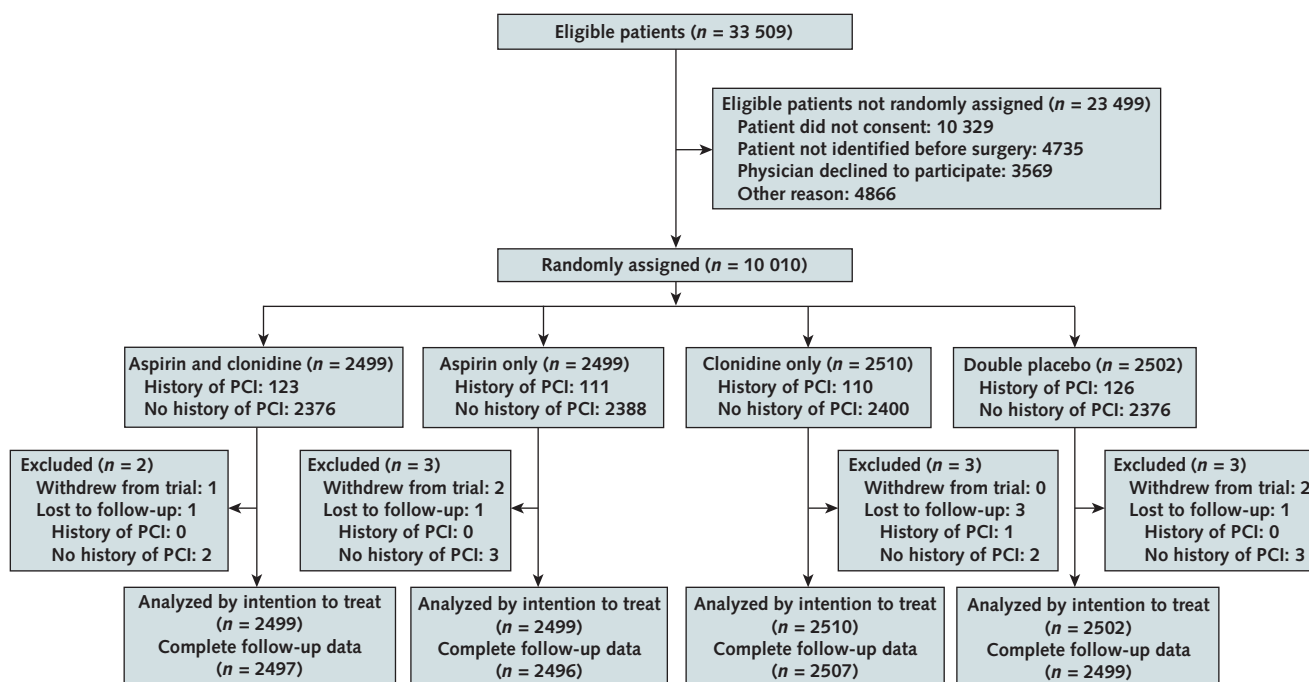 Eligible patients (n = 33 509)
Eligible patients not randomly assigned (n = 23 499)
Patient did not consent: 10 329
Patient not identified before surgery: 4735
Physician declined to participate: 3569
Other reason: 4866
Randomly assigned (n = 10 010)
Aspirin and clonidine (n = 2499)
History of PCI: 123
No history of PCI: 2376
Aspirin only (n = 2499)
History of PCI: 111
No history of PCI: 2388
Clonidine only (n = 2510)
History of PCI: 110
No history of PCI: 2400
Double placebo (n = 2502)
History of PCI: 126
No history of PCI: 2376
Excluded (n = 2)
Withdrew from trial: 1
Lost to follow-up: 1
History of PCI: 0
No history of PCI: 2
Excluded (n = 3)
Withdrew from trial: 2
Lost to follow-up: 1
History of PCI: 0
No history of PCI: 3
Excluded (n = 3)
Withdrew from trial: 0
Lost to follow-up: 3
History of PCI: 1
No history of PCI: 2
Excluded (n = 3)
Withdrew from trial: 2
Lost to follow-up: 1
History of PCI: 0
No history of PCI: 3
Analyzed by intention to treat
(n = 2499)
Complete follow-up data
(n = 2497)
Analyzed by intention to treat
(n = 2499)
Complete follow-up data
(n = 2496)
Analyzed by intention to treat
(n = 2510)
Complete follow-up data
(n = 2507)
Analyzed by intention to treat
(n = 2502)
Complete follow-up data
(n = 2499)